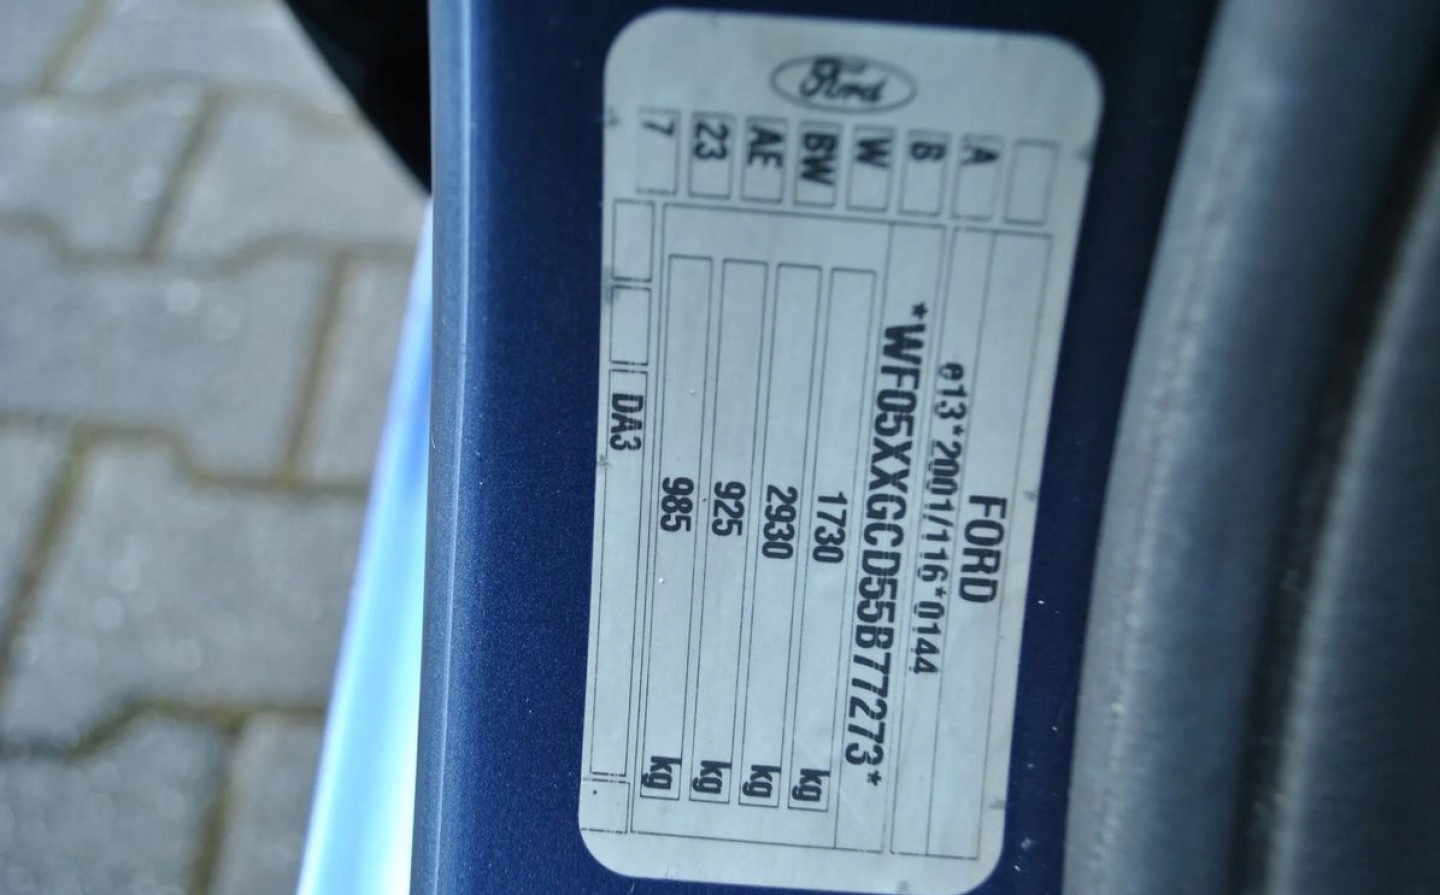 Ford
A B W BW AE 23 7
FORD
e13*2001/116*0144
*WF05XXGCD55B77273*
1730 kg
2930 kg
925 kg
985 kg
DA3